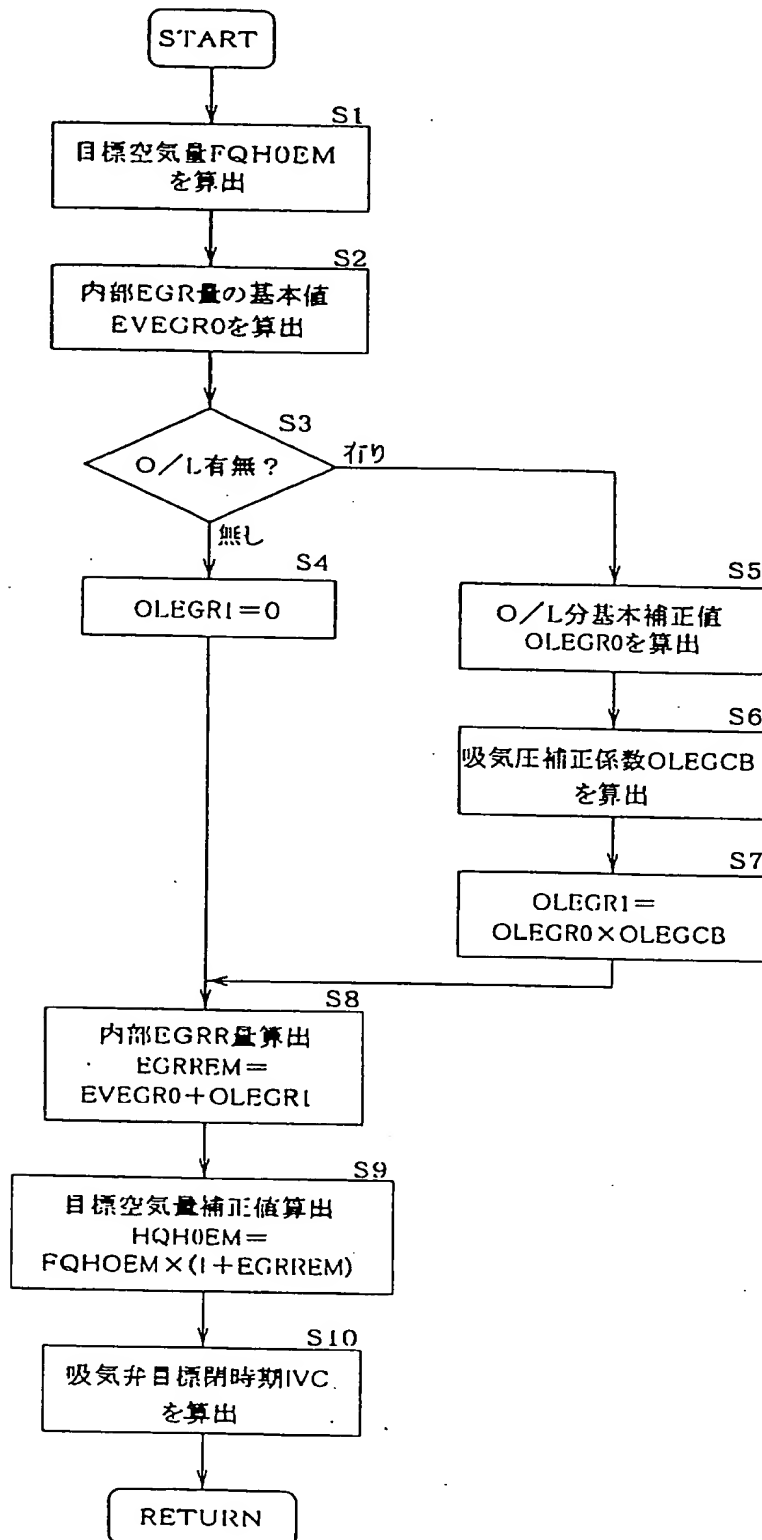 START
S1
目標空気量FQH0EM
を算出
S2
内部EGR量の基本値
EVEGR0を算出
S3
O/L有無?
有り
無し
S4
OLEGR1=0
S5
O/L分基本補正値
OLEGR0を算出
S6
吸気圧補正係数OLEGCB
を算出
S7
OLEGR1=
OLEGR0×OLEGCB
S8
内部EGRR量算出
EGRREM=
EVEGR0+OLEGR1
S9
目標空気量補正値算出
HQH0EM=
FQH0EM×(1+EGRREM)
S10
吸気弁目標閉時期IVC
を算出
RETURN